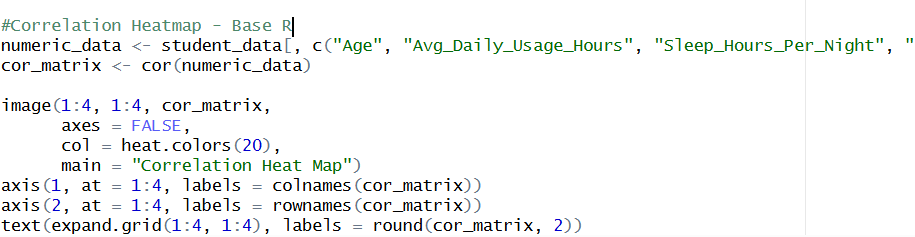 #Correlation Heatmap - Base R
numeric_data <- student_data[, c("Age", "Avg_Daily_Usage_Hours", "Sleep_Hours_Per_Night", "
cor_matrix <- cor(numeric_data)
image(1:4, 1:4, cor_matrix,
axes = FALSE,
col = heat.colors(20),
main = "Correlation Heat Map")
axis(1, at = 1:4, labels = colnames(cor_matrix))
axis(2, at = 1:4, labels = rownames(cor_matrix))
text(expand.grid(1:4, 1:4), labels = round(cor_matrix, 2))